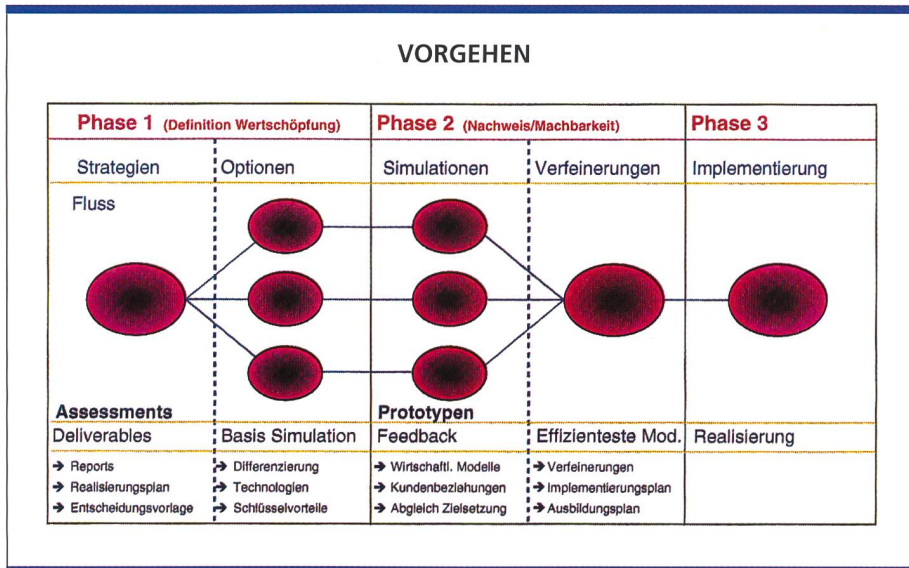 VORGEHEN
Phase 1 (Definition Wertschöpfung)
Phase 2 (Nachweis/Machbarkeit)
Phase 3
Strategien
Optionen
Simulationen
Verfeinerungen
Implementierung
Fluss
Assessments
Prototypen
Deliverables
Basis Simulation
Feedback
Effizienteste Mod.
Realisierung
➔ Reports
➔ Realisierungsplan
➔ Entscheidungsvorlage
➔ Differenzierung
➔ Technologien
➔ Schlüsselvorteile
➔ Wirtschaftl. Modelle
➔ Kundenbeziehungen
➔ Abgleich Zielsetzung
➔ Verfeinerungen
➔ Implementierungsplan
➔ Ausbildungsplan